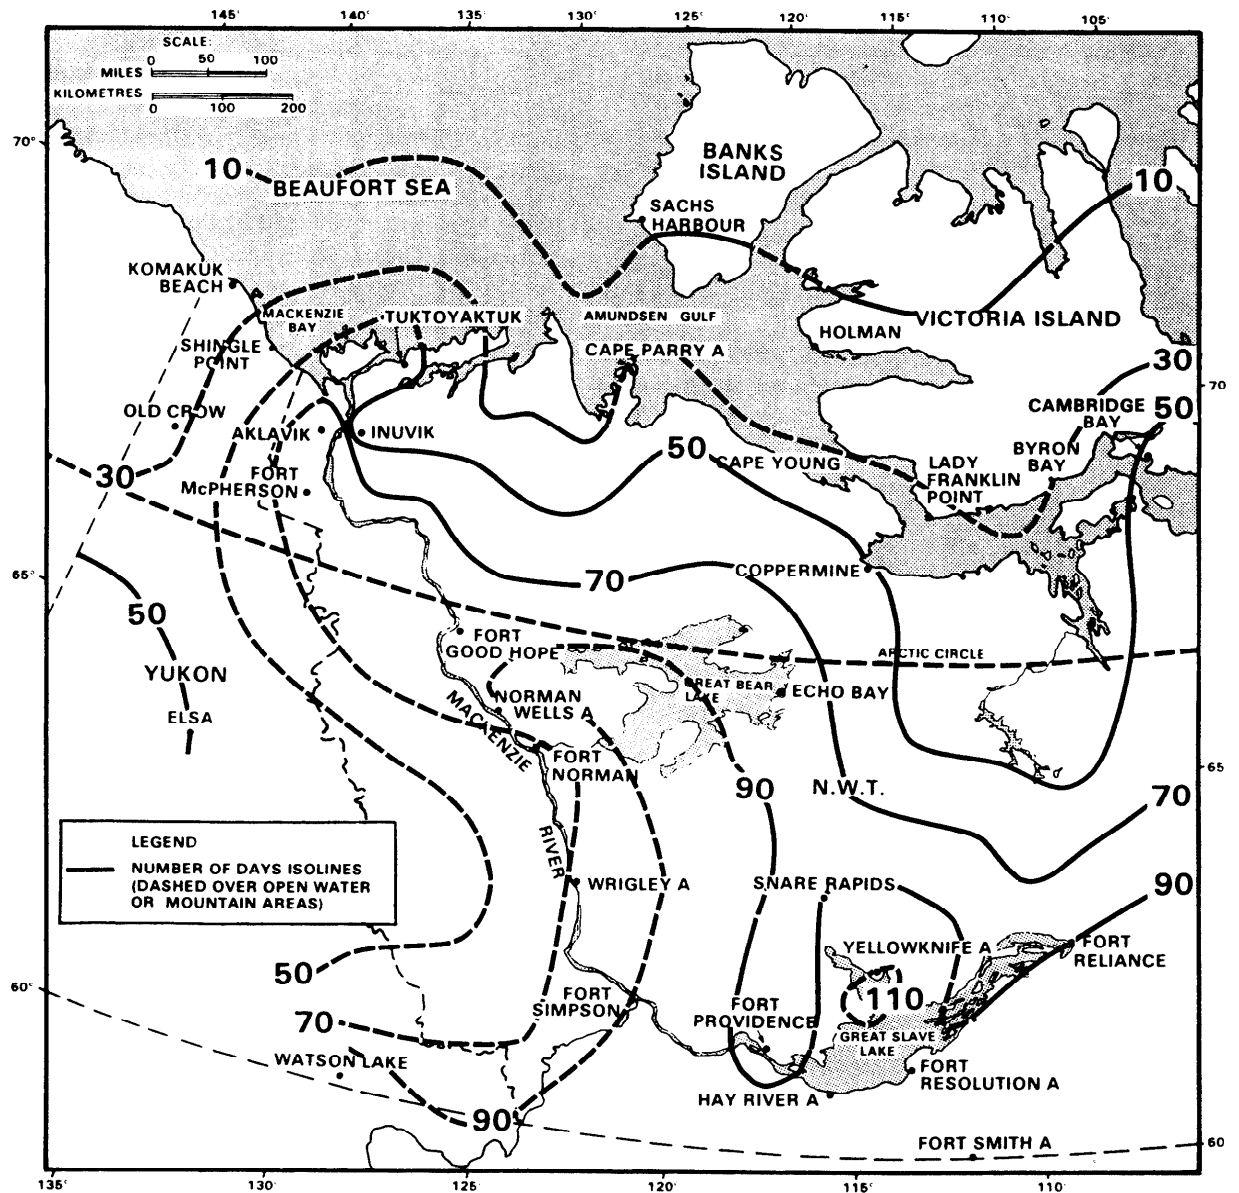 145° 140° 135° 130° 125° 120° 115° 110° 105°
SCALE:
0 50 100
MILES
KILOMETRES
0 100 200
70°
10
BEAUFORT SEA
BANKS
ISLAND
10
SACHS
HARBOUR
KOMAKUK
BEACH
MACKENZIE
BAY
TUKTOYAKTUK
AMUNDSEN GULF
VICTORIA ISLAND
HOLMAN
SHINGLE
POINT
CAPE PARRY A
30
70
OLD CROW
CAMBRIDGE
BAY
50
AKLAVIK
INUVIK
50
BYRON
BAY
CAPE YOUNG
LADY
FRANKLIN
POINT
30
FORT
McPHERSON
65°
70
COPPERMINE
50
FORT
GOOD HOPE
ARCTIC CIRCLE
YUKON
GREAT BEAR
LAKE
ECHO BAY
NORMAN
WELLS A
ELSA
MACKENZIE
RIVER
FORT
NORMAN
65
90
N.W.T.
70
LEGEND
NUMBER OF DAYS ISOLINES
(DASHED OVER OPEN WATER
OR MOUNTAIN AREAS)
WRIGLEY A
SNARE RAPIDS
90
YELLOWKNIFE A
FORT
RELIANCE
50
60°
110
FORT
SIMPSON
FORT
PROVIDENCE
70
GREAT SLAVE
LAKE
WATSON LAKE
FORT
RESOLUTION A
HAY RIVER A
90
FORT SMITH A
60
135° 130° 125 120° 115° 110°